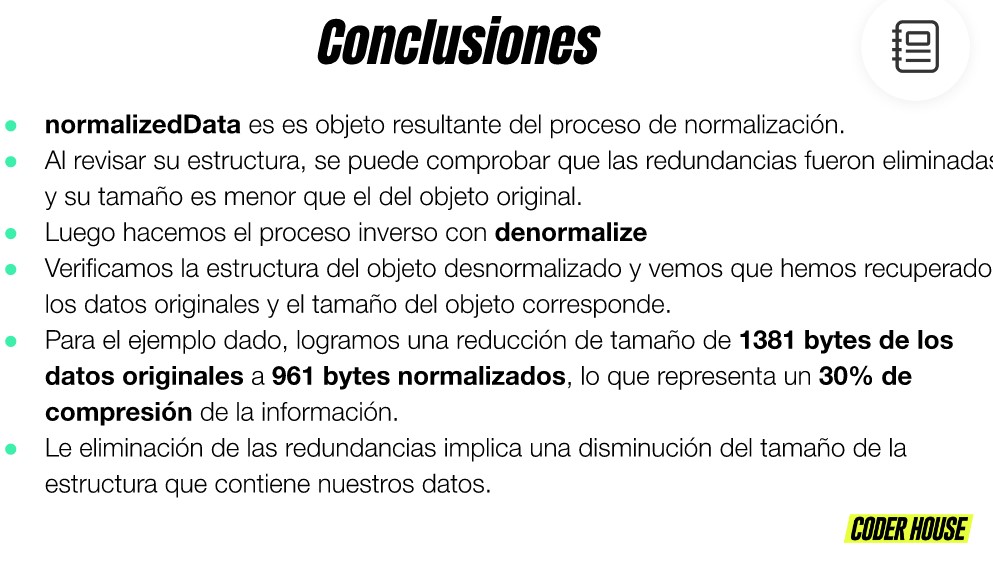 Conclusiones
● normalizedData es es objeto resultante del proceso de normalización.
● Al revisar su estructura, se puede comprobar que las redundancias fueron eliminadas
y su tamaño es menor que el del objeto original.
● Luego hacemos el proceso inverso con denormalize
● Verificamos la estructura del objeto desnormalizado y vemos que hemos recuperado
los datos originales y el tamaño del objeto corresponde.
● Para el ejemplo dado, logramos una reducción de tamaño de 1381 bytes de los
datos originales a 961 bytes normalizados, lo que representa un 30% de
compresión de la información.
● Le eliminación de las redundancias implica una disminución del tamaño de la
estructura que contiene nuestros datos.
CODER HOUSE